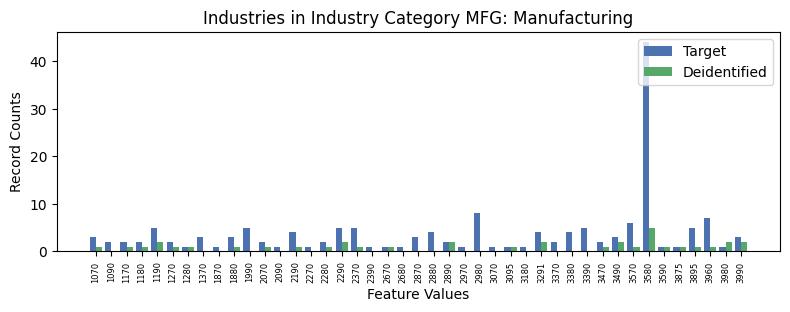 Industries in Industry Category MFG: Manufacturing
Target
Deidentified
Record Counts
40
30
20
10
0
1070 1090 1170 1180 1190 1270 1280 1370 1870 1880 1990 2070 2090 2190 2270 2280 2290 2370 2390 2670 2680 2870 2880 2890 2970 2980 3070 3095 3180 3291 3370 3380 3390 3470 3490 3570 3580 3590 3875 3895 3960 3980 3990
Feature Values